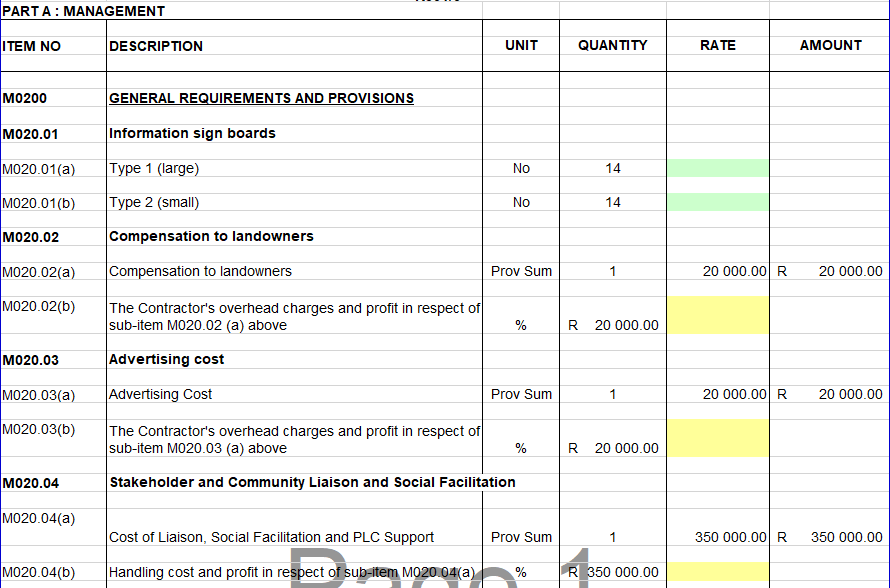 PART A : MANAGEMENT
ITEM NO DESCRIPTION UNIT QUANTITY RATE AMOUNT
M0200 GENERAL REQUIREMENTS AND PROVISIONS
M020.01 Information sign boards
M020.01(a) Type 1 (large) No 14
M020.01(b) Type 2 (small) No 14
M020.02 Compensation to landowners
M020.02(a) Compensation to landowners Prov Sum 1 20 000.00 R 20 000.00
M020.02(b) The Contractor's overhead charges and profit in respect of
sub-item M020.02 (a) above % R 20 000.00
M020.03 Advertising cost
M020.03(a) Advertising Cost Prov Sum 1 20 000.00 R 20 000.00
M020.03(b) The Contractor's overhead charges and profit in respect of
sub-item M020.03 (a) above % R 20 000.00
M020.04 Stakeholder and Community Liaison and Social Facilitation
M020.04(a)
Cost of Liaison, Social Facilitation and PLC Support Prov Sum 1 350 000.00 R 350 000.00
M020.04(b) Handling cost and profit in respect of sub-item M020.04(a) % R 350 000.00
Page 1